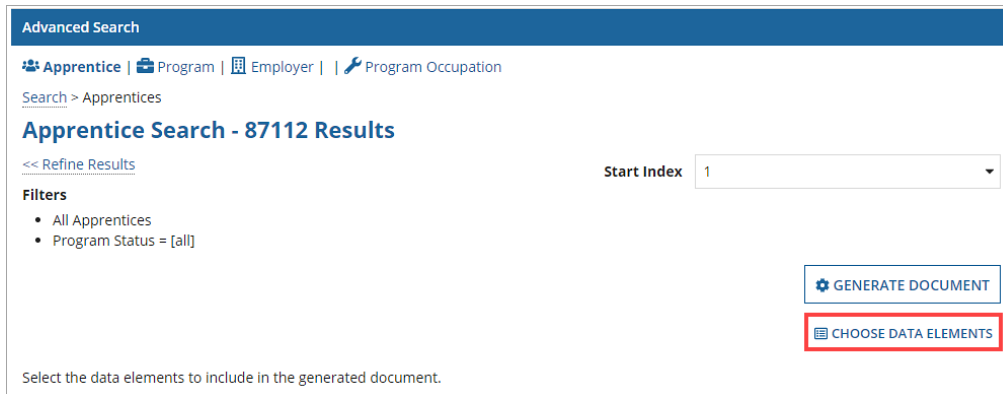 Advanced Search
Apprentice | Program | Employer | | Program Occupation
Search > Apprentices
Apprentice Search - 87112 Results
<< Refine Results
Start Index 1
Filters
• All Apprentices
• Program Status = [all]
GENERATE DOCUMENT
CHOOSE DATA ELEMENTS
Select the data elements to include in the generated document.